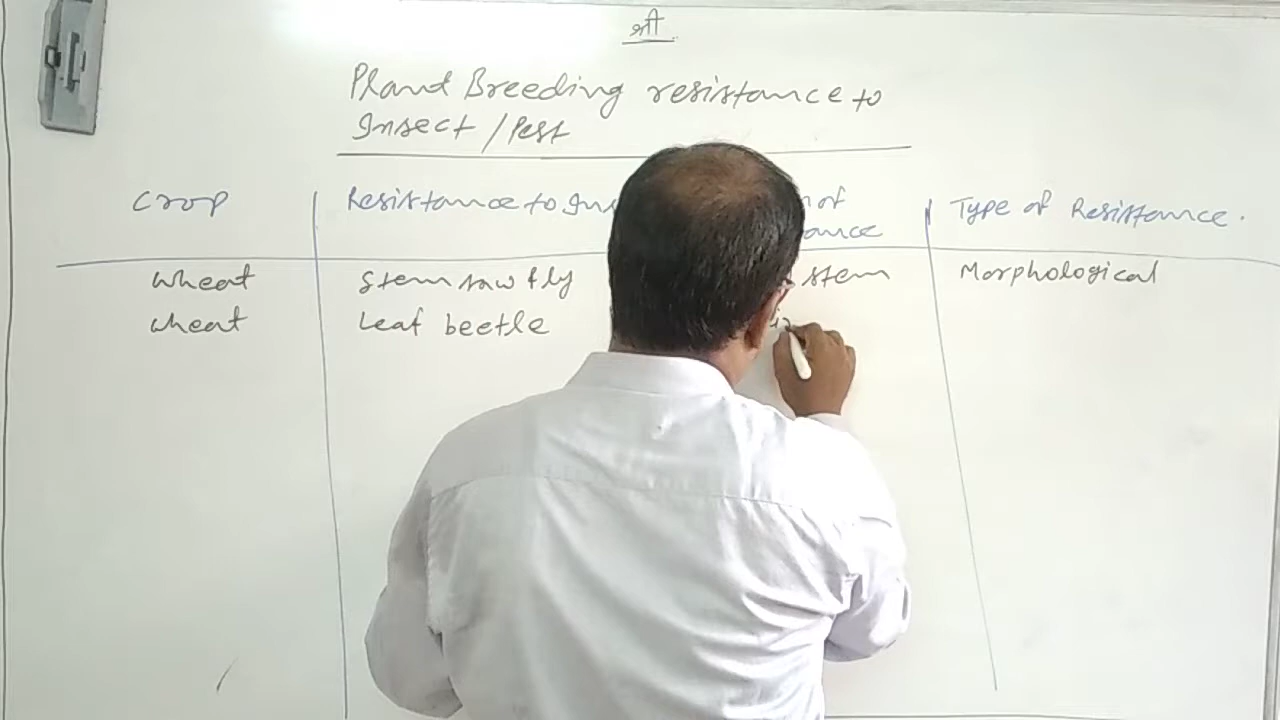 श्री
Plant Breeding resistance to
Insect / Pest
Crop Resistance to of Type of Resistance.
wheat Stem saw fly stem Morphological
wheat Leaf beetle